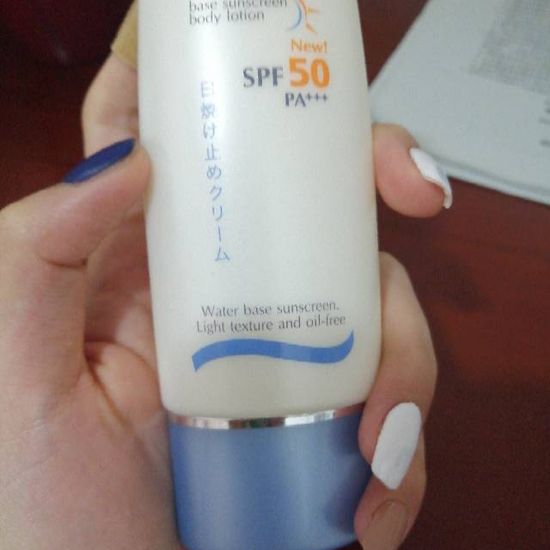 base sunscreen
body lotion
New!
SPF 50
PA+++
日焼け止めクリーム
Water base sunscreen.
Light texture and oil-free